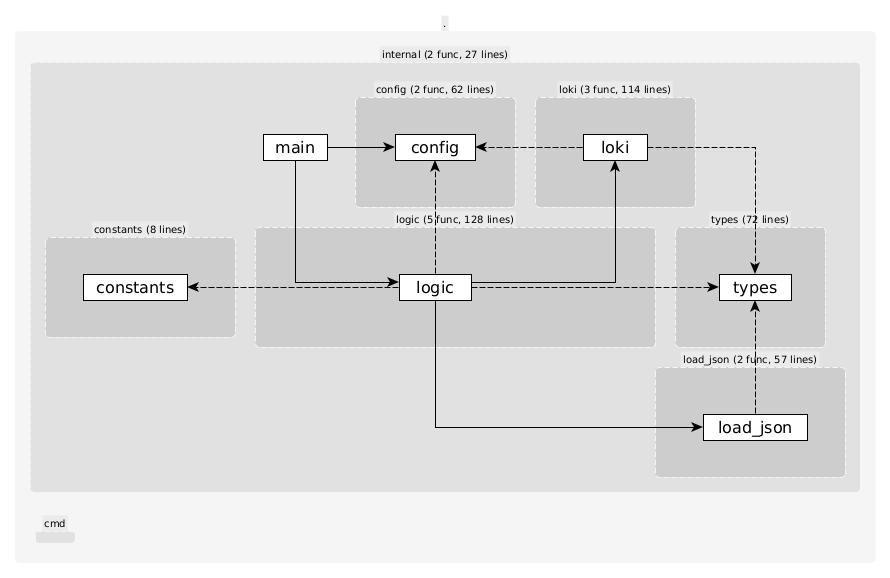 .
internal (2 func, 27 lines)
config (2 func, 62 lines)
loki (3 func, 114 lines)
main
config
loki
logic (5 func, 128 lines)
types (72 lines)
constants (8 lines)
constants
logic
types
load_json (2 func, 57 lines)
load_json
cmd